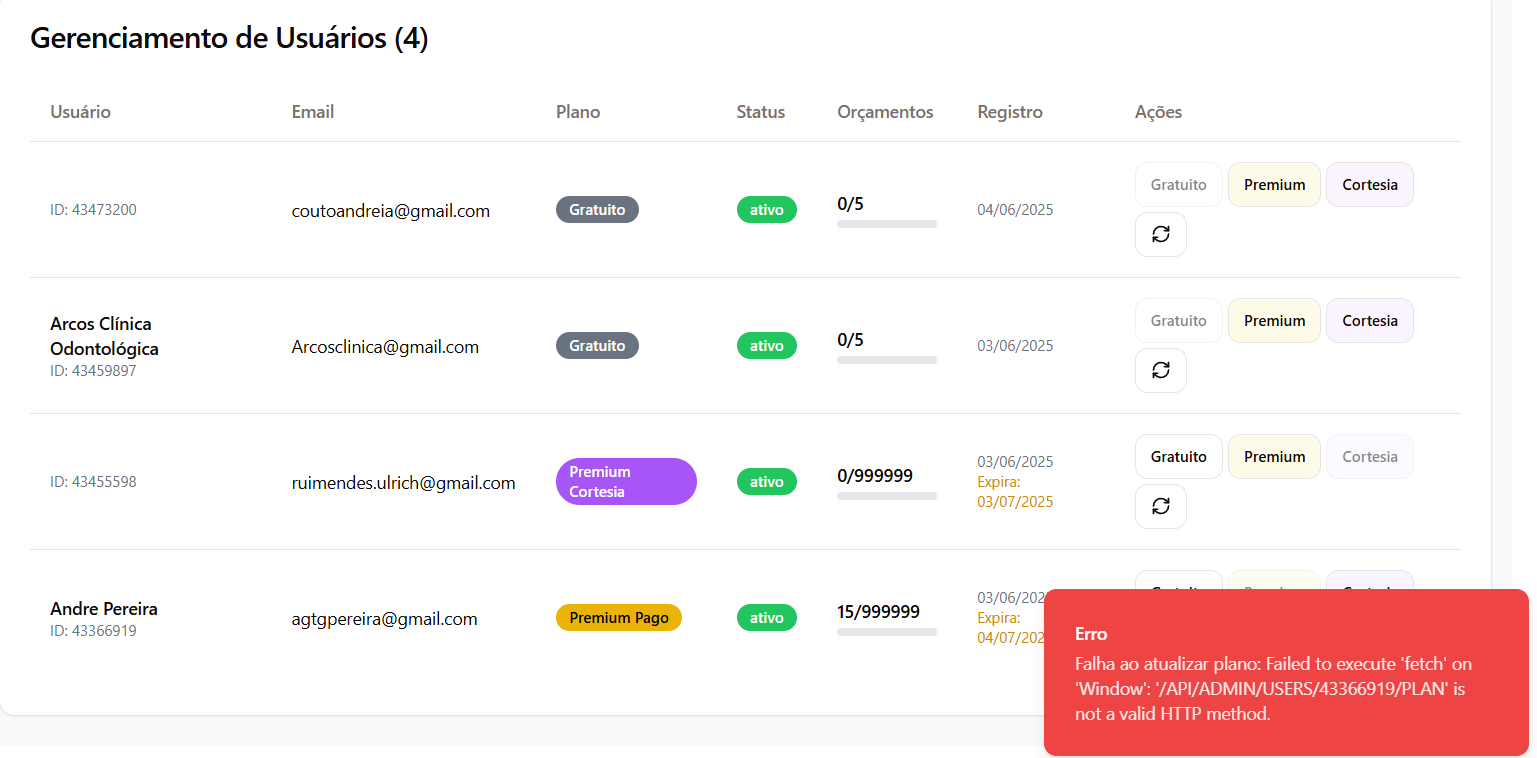 Gerenciamento de Usuários (4)
Usuário Email Plano Status Orçamentos Registro Ações
ID: 43473200 coutoandreia@gmail.com Gratuito ativo 0/5 04/06/2025 Gratuito Premium Cortesia
Arcos Clínica
Odontológica
ID: 43459897 Arcosclinica@gmail.com Gratuito ativo 0/5 03/06/2025 Gratuito Premium Cortesia
ID: 43455598 ruimendes.ulrich@gmail.com Premium
Cortesia ativo 0/999999 03/06/2025
Expira:
03/07/2025 Gratuito Premium Cortesia
Andre Pereira
ID: 43366919 agtgpereira@gmail.com Premium Pago ativo 15/999999 03/06/202
Expira:
04/07/202
Erro
Falha ao atualizar plano: Failed to execute 'fetch' on
'Window': '/API/ADMIN/USERS/43366919/PLAN' is
not a valid HTTP method.